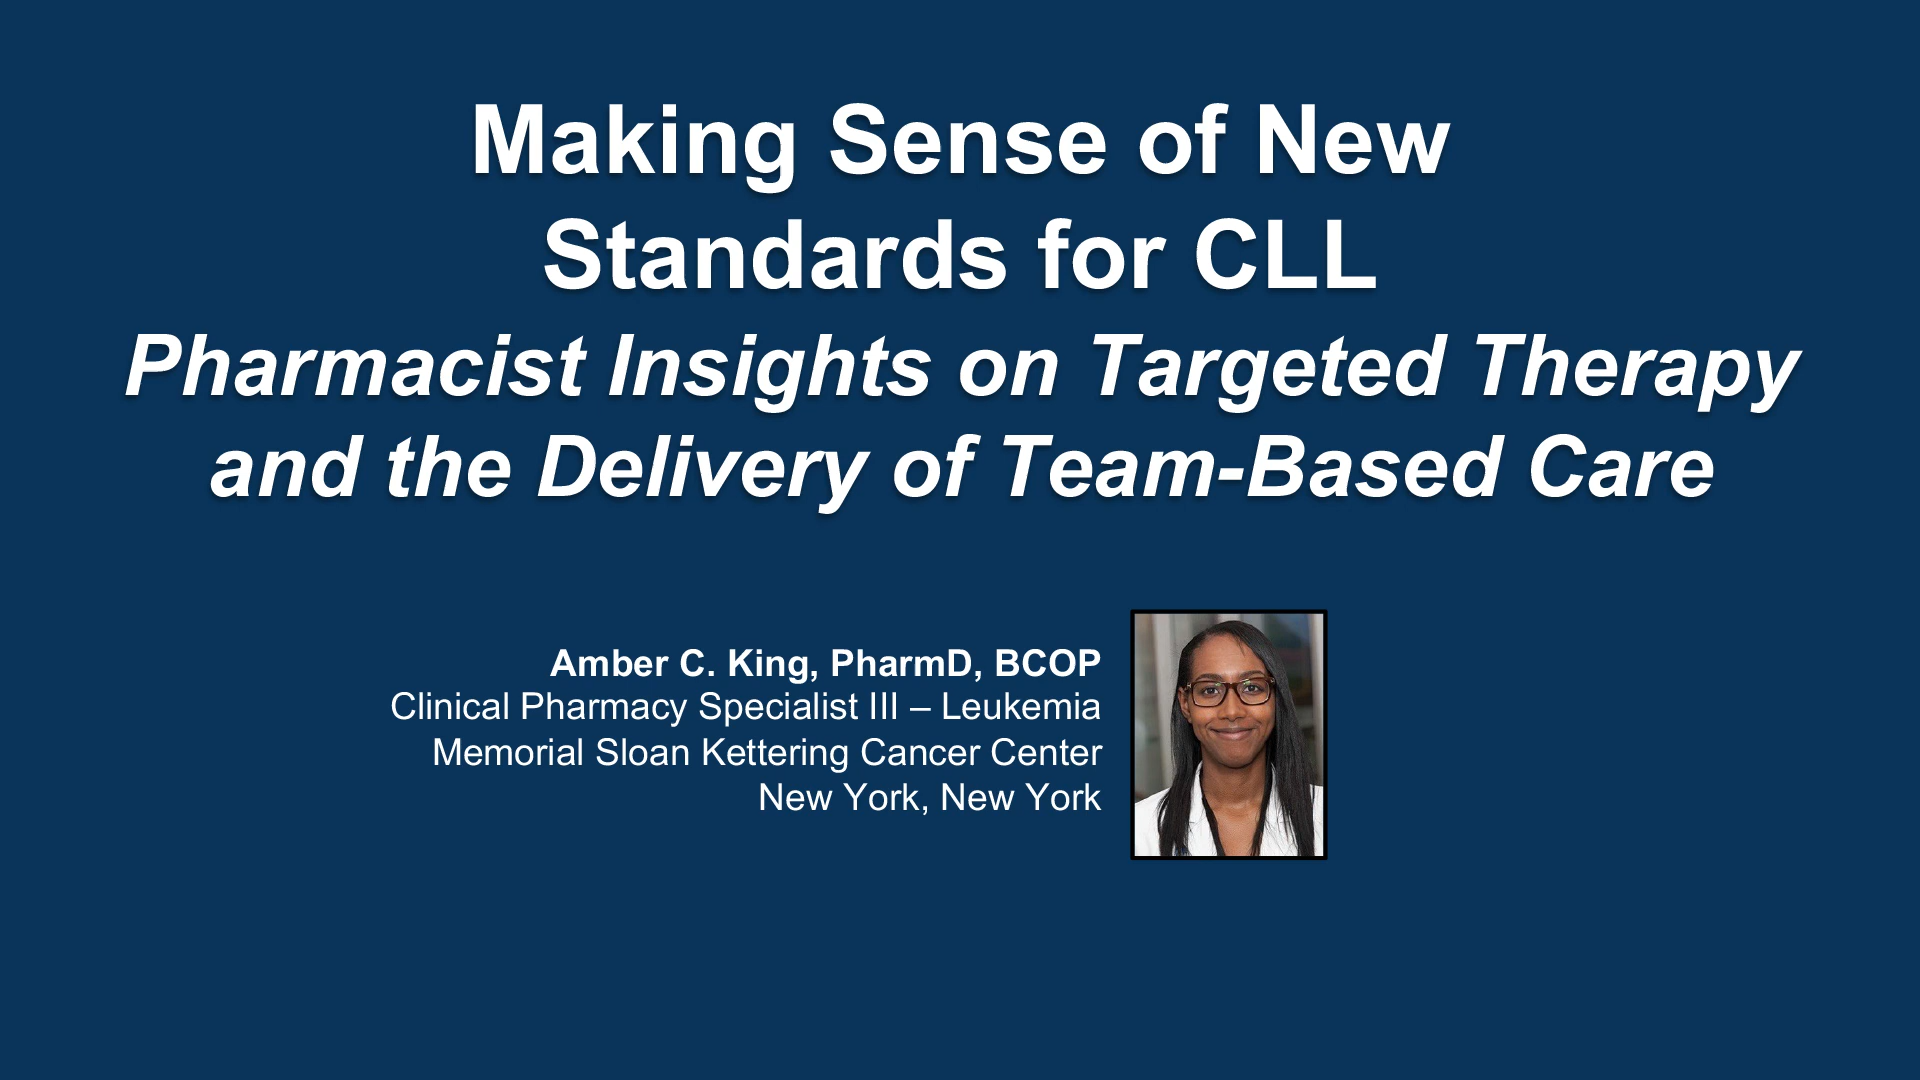 Making Sense of New
Standards for CLL
Pharmacist Insights on Targeted Therapy
and the Delivery of Team-Based Care
Amber C. King, PharmD, BCOP
Clinical Pharmacy Specialist III – Leukemia
Memorial Sloan Kettering Cancer Center
New York, New York